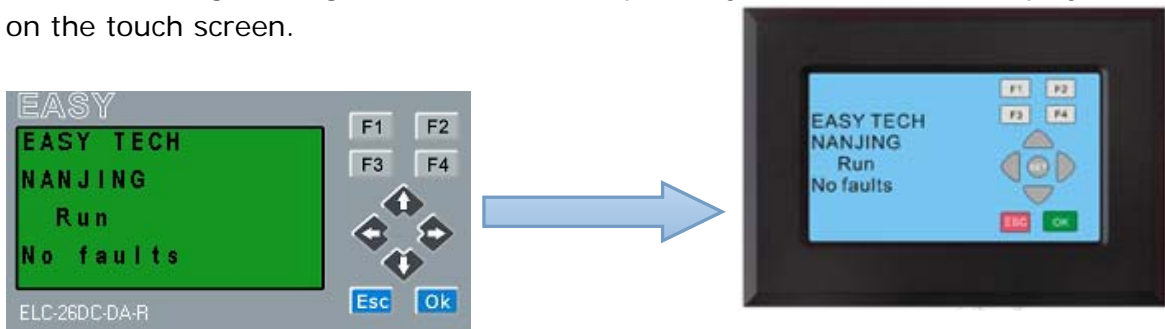 on the touch screen.
EASY
EASY TECH
NANJING
Run
No faults
F1 F2
F3 F4
Esc Ok
ELC-26DC-DA-R
EASY TECH
NANJING
Run
No faults
F1 F2
F3 F4
ESC OK